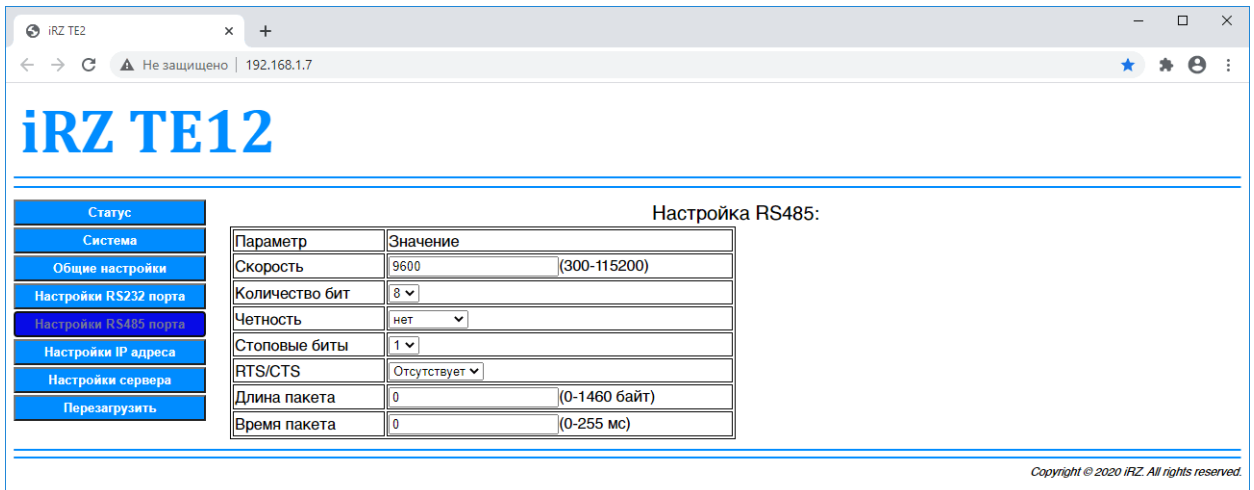 iRZ TE2
Не защищено | 192.168.1.7
iRZ TE12
Статус
Система
Общие настройки
Настройки RS232 порта
Настройки RS485 порта
Настройки IP адреса
Настройки сервера
Перезагрузить
Настройка RS485:
Параметр Значение
Скорость 9600 (300-115200)
Количество бит 8
Четность нет
Стоповые биты 1
RTS/CTS Отсутствует
Длина пакета 0 (0-1460 байт)
Время пакета 0 (0-255 мс)
Copyright © 2020 iRZ. All rights reserved.